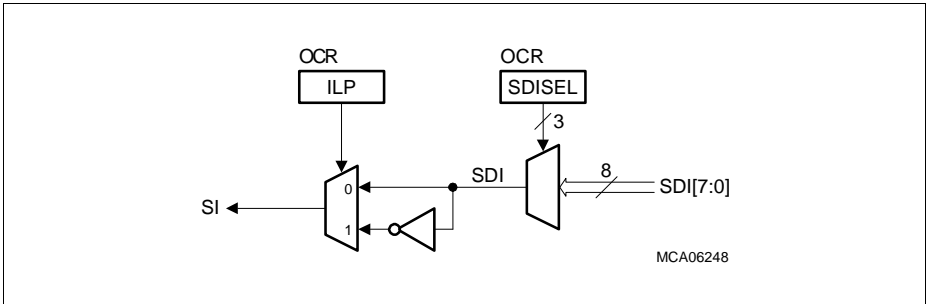 OCR
OCR
ILP
SDISEL
3
SDI
8
SDI[7:0]
0
SI
1
MCA06248